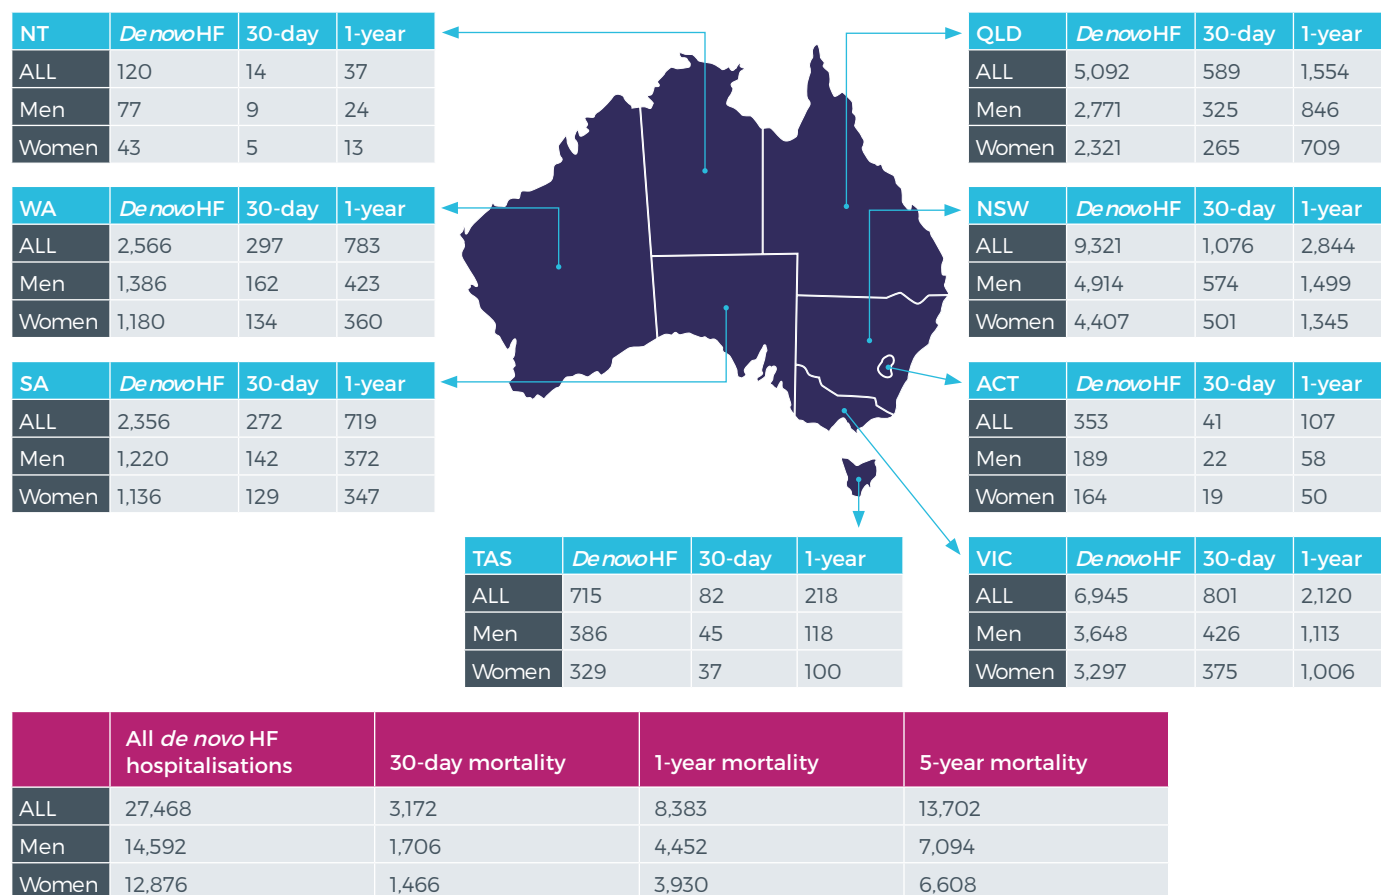 NT De novo HF 30-day 1-year
ALL 120 14 37
Men 77 9 24
Women 43 5 13
WA De novo HF 30-day 1-year
ALL 2,566 297 783
Men 1,386 162 423
Women 1,180 134 360
SA De novo HF 30-day 1-year
ALL 2,356 272 719
Men 1,220 142 372
Women 1,136 129 347
QLD De novo HF 30-day 1-year
ALL 5,092 589 1,554
Men 2,771 325 846
Women 2,321 265 709
NSW De novo HF 30-day 1-year
ALL 9,321 1,076 2,844
Men 4,914 574 1,499
Women 4,407 501 1,345
ACT De novo HF 30-day 1-year
ALL 353 41 107
Men 189 22 58
Women 164 19 50
TAS De novo HF 30-day 1-year
ALL 715 82 218
Men 386 45 118
Women 329 37 100
VIC De novo HF 30-day 1-year
ALL 6,945 801 2,120
Men 3,648 426 1,113
Women 3,297 375 1,006
All de novo HF
hospitalisations 30-day mortality 1-year mortality 5-year mortality
ALL 27,468 3,172 8,383 13,702
Men 14,592 1,706 4,452 7,094
Women 12,876 1,466 3,930 6,608